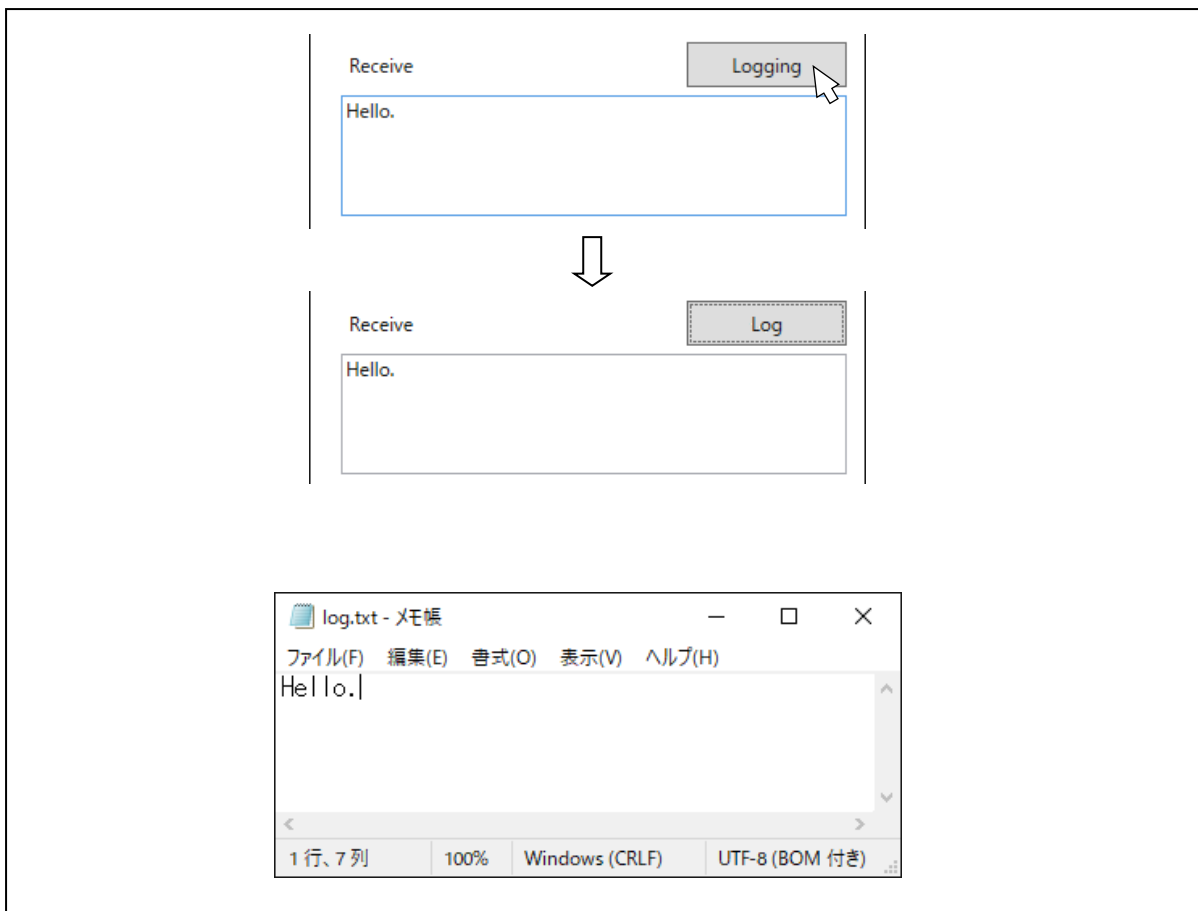 Receive Logging
Hello.
Receive Log
Hello.
log.txt - メモ帳
ファイル(F) 編集(E) 書式(O) 表示(V) ヘルプ(H)
Hello.
1 行、7 列 100% Windows (CRLF) UTF-8 (BOM 付き)